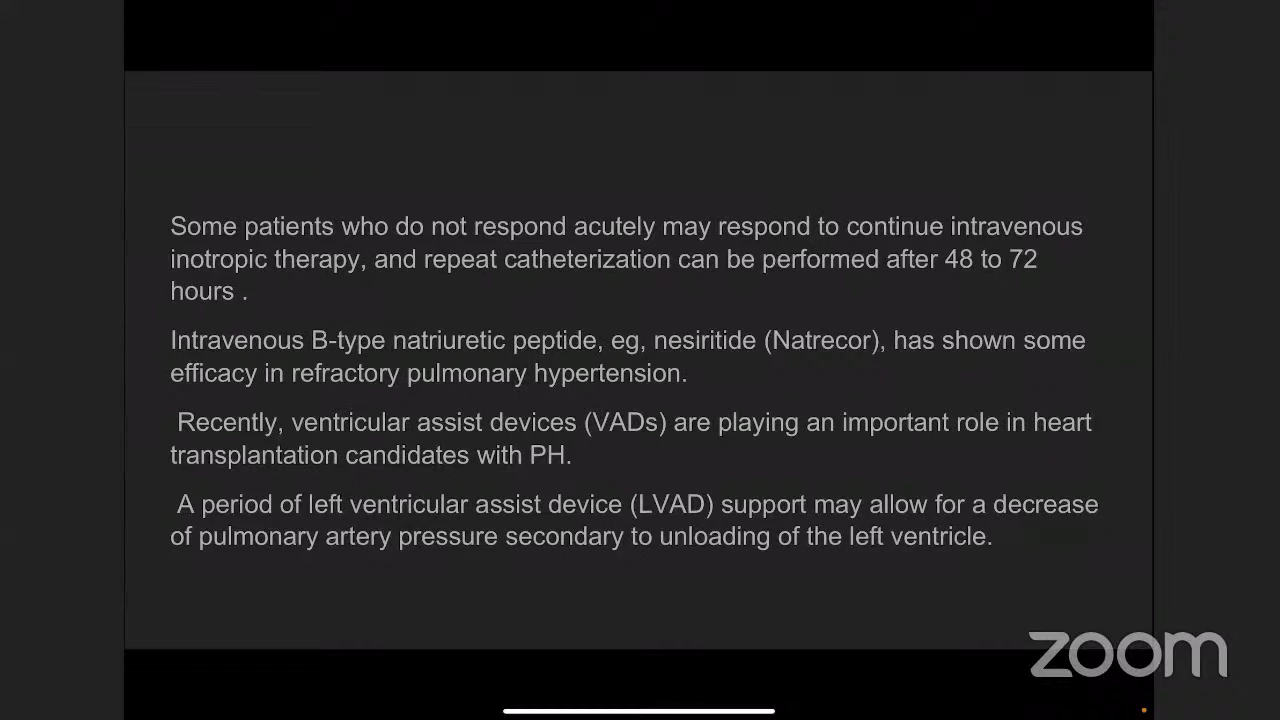 Some patients who do not respond acutely may respond to continue intravenous
inotropic therapy, and repeat catheterization can be performed after 48 to 72
hours .
Intravenous B-type natriuretic peptide, eg, nesiritide (Natrecor), has shown some
efficacy in refractory pulmonary hypertension.
Recently, ventricular assist devices (VADs) are playing an important role in heart
transplantation candidates with PH.
A period of left ventricular assist device (LVAD) support may allow for a decrease
of pulmonary artery pressure secondary to unloading of the left ventricle.
zoom